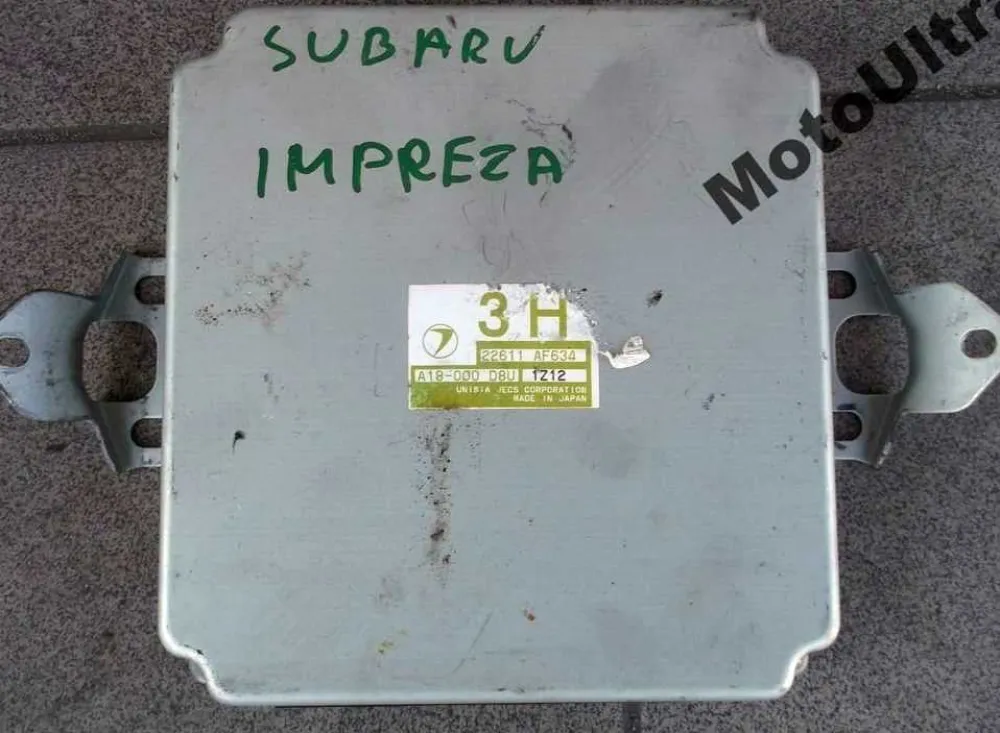 SUBARU
IMPREZA
MotoUltra
3H
22611 AF634
A18-000 D8U 1Z12
UNISIA JECS CORPORATION
MADE IN JAPAN